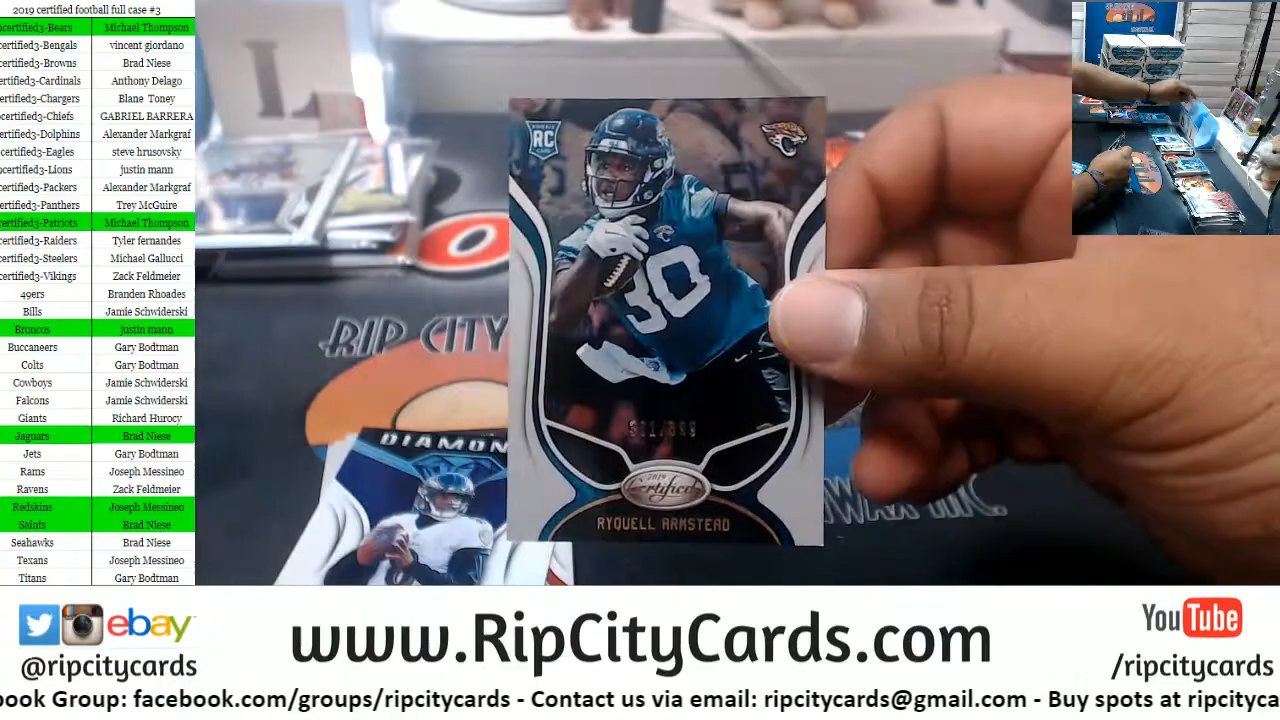 2019 certified football full case #3
certified3-Bears Michael Thompson
certified3-Bengals vincent giordano
certified3-Browns Brad Niese
certified3-Cardinals Anthony Delago
certified3-Chargers Blane Toney
certified3-Chiefs GABRIEL BARRERA
certified3-Dolphins Alexander Markgraf
certified3-Eagles steve hrusovsky
certified3-Lions justin mann
certified3-Packers Alexander Markgraf
certified3-Panthers Trey McGuire
certified3-Patriots Michael Thompson
certified3-Raiders Tyler fernandes
certified3-Steelers Michael Gallucci
certified3-Vikings Zack Feldmeier
49ers Branden Rhoades
Bills Jamie Schwiderski
Broncos justin mann
Buccaneers Gary Bodtman
Colts Gary Bodtman
Cowboys Jamie Schwiderski
Falcons Jamie Schwiderski
Giants Richard Hurocy
Jaguars Brad Niese
Jets Gary Bodtman
Rams Joseph Messineo
Ravens Zack Feldmeier
Redskins Joseph Messineo
Saints Brad Niese
Seahawks Brad Niese
Texans Joseph Messineo
Titans Gary Bodtman
RC
30
2019
Certified
RYQUELL ARMSTEAD
RIP CITY
DIAMON
ebay
@ripcitycards
www.RipCityCards.com
YouTube
/ripcitycards
book Group: facebook.com/groups/ripcitycards - Contact us via email: ripcitycards@gmail.com - Buy spots at ripcityca